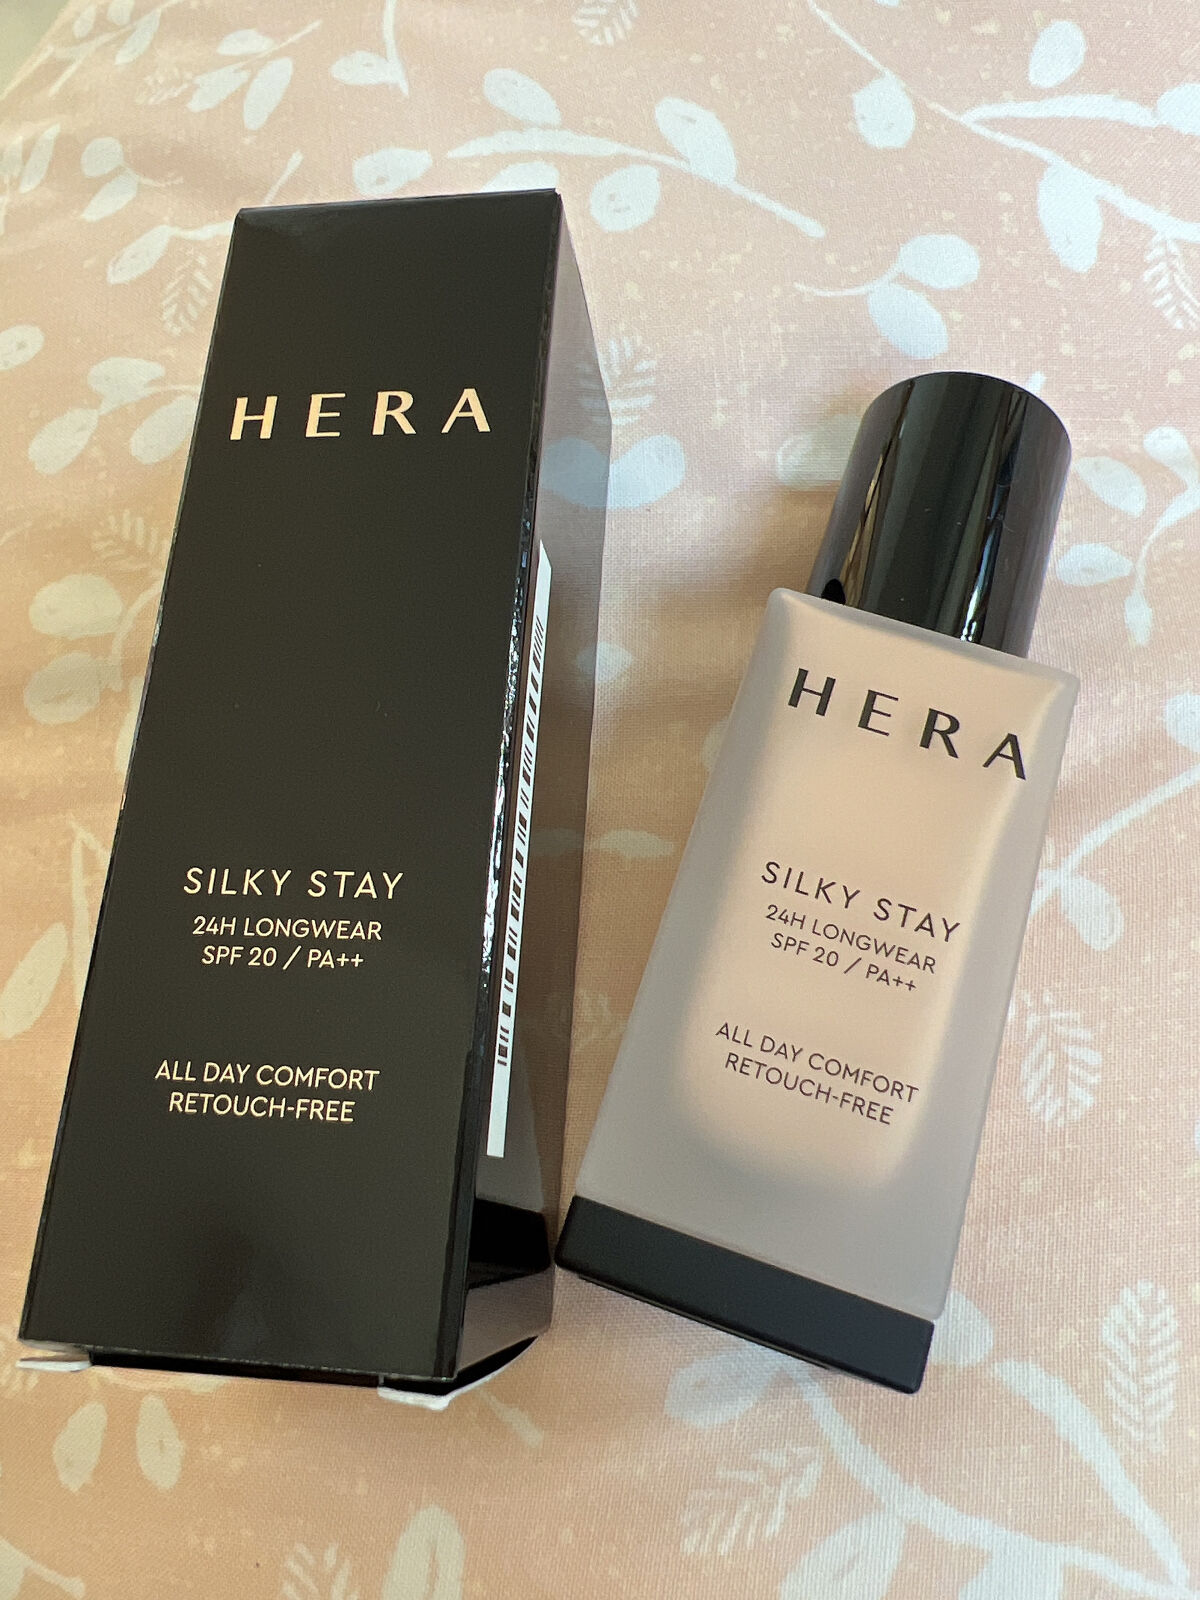 HERA
SILKY STAY
24H LONGWEAR
SPF 20 / PA++
ALL DAY COMFORT
RETOUCH-FREE
HERA
SILKY STAY
24H LONGWEAR
SPF 20 / PA++
ALL DAY COMFORT
RETOUCH-FREE